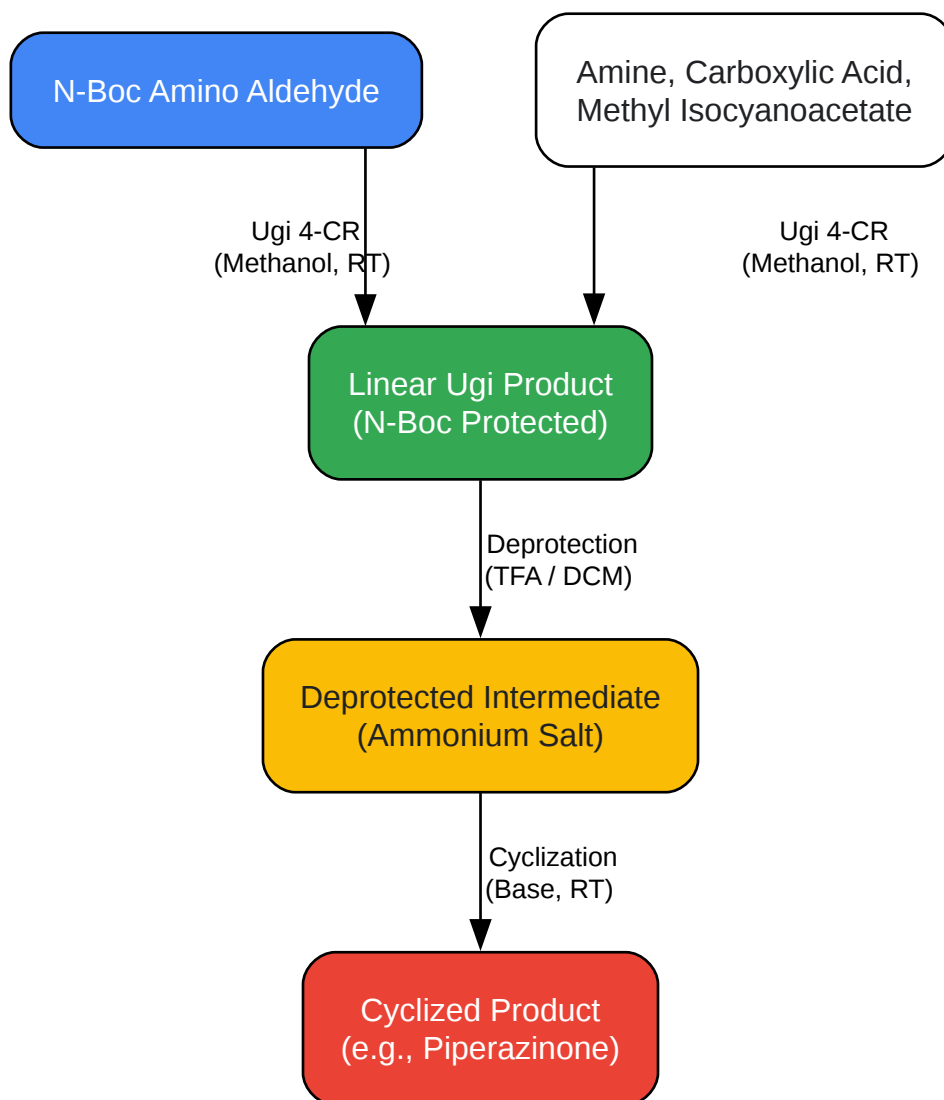 N-Boc Amino Aldehyde
Amine, Carboxylic Acid,
Methyl Isocyanoacetate
Ugi 4-CR
(Methanol, RT)
Ugi 4-CR
(Methanol, RT)
Linear Ugi Product
(N-Boc Protected)
Deprotection
(TFA / DCM)
Deprotected Intermediate
(Ammonium Salt)
Cyclization
(Base, RT)
Cyclized Product
(e.g., Piperazinone)